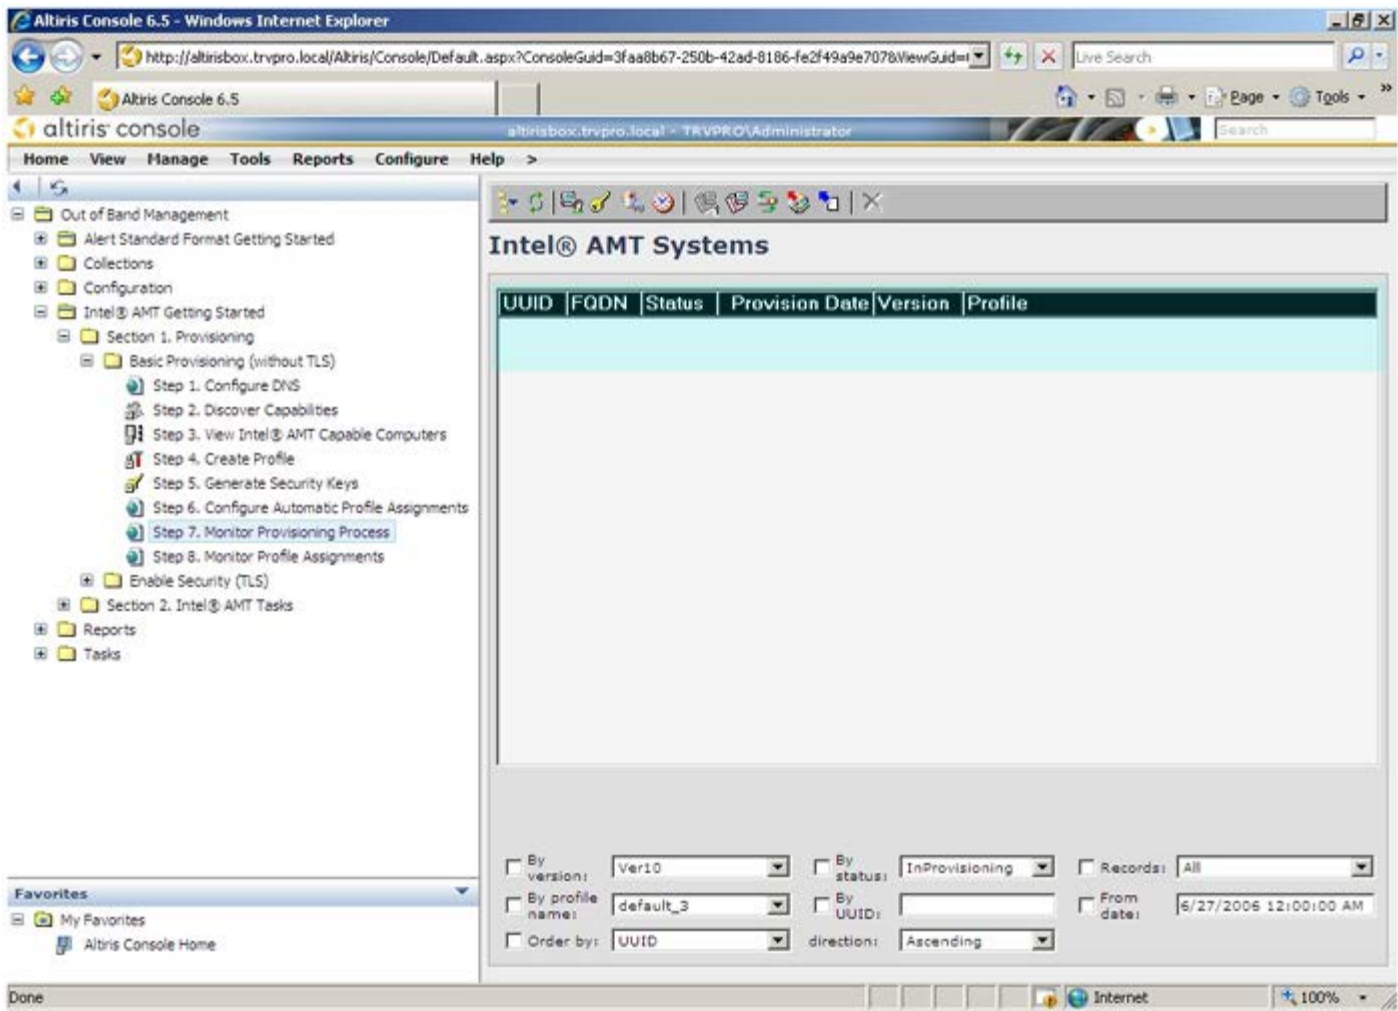 Altiris Console 6.5 - Windows Internet Explorer
http://altirisbox.trvpro.local/Altiris/Console/Default.aspx?ConsoleGuid=3faa8b67-250b-42ad-8186-fe2f49a9e707&ViewGuid=
Live Search
Altiris Console 6.5
Page
Tools
altiris console
altirisbox.trvpro.local - TRVPRO\Administrator
Search
Home View Manage Tools Reports Configure Help >
Out of Band Management
Alert Standard Format Getting Started
Collections
Configuration
Intel® AMT Getting Started
Section 1. Provisioning
Basic Provisioning (without TLS)
Step 1. Configure DNS
Step 2. Discover Capabilities
Step 3. View Intel® AMT Capable Computers
Step 4. Create Profile
Step 5. Generate Security Keys
Step 6. Configure Automatic Profile Assignments
Step 7. Monitor Provisioning Process
Step 8. Monitor Profile Assignments
Enable Security (TLS)
Section 2. Intel® AMT Tasks
Reports
Tasks
Favorites
My Favorites
Altiris Console Home
Intel® AMT Systems
UUID FQDN Status Provision Date Version Profile
By version: Ver10 By status: InProvisioning Records: All
By profile name: default_3 By UUID: From date: 6/27/2006 12:00:00 AM
Order by: UUID direction: Ascending
Done
Internet
100%